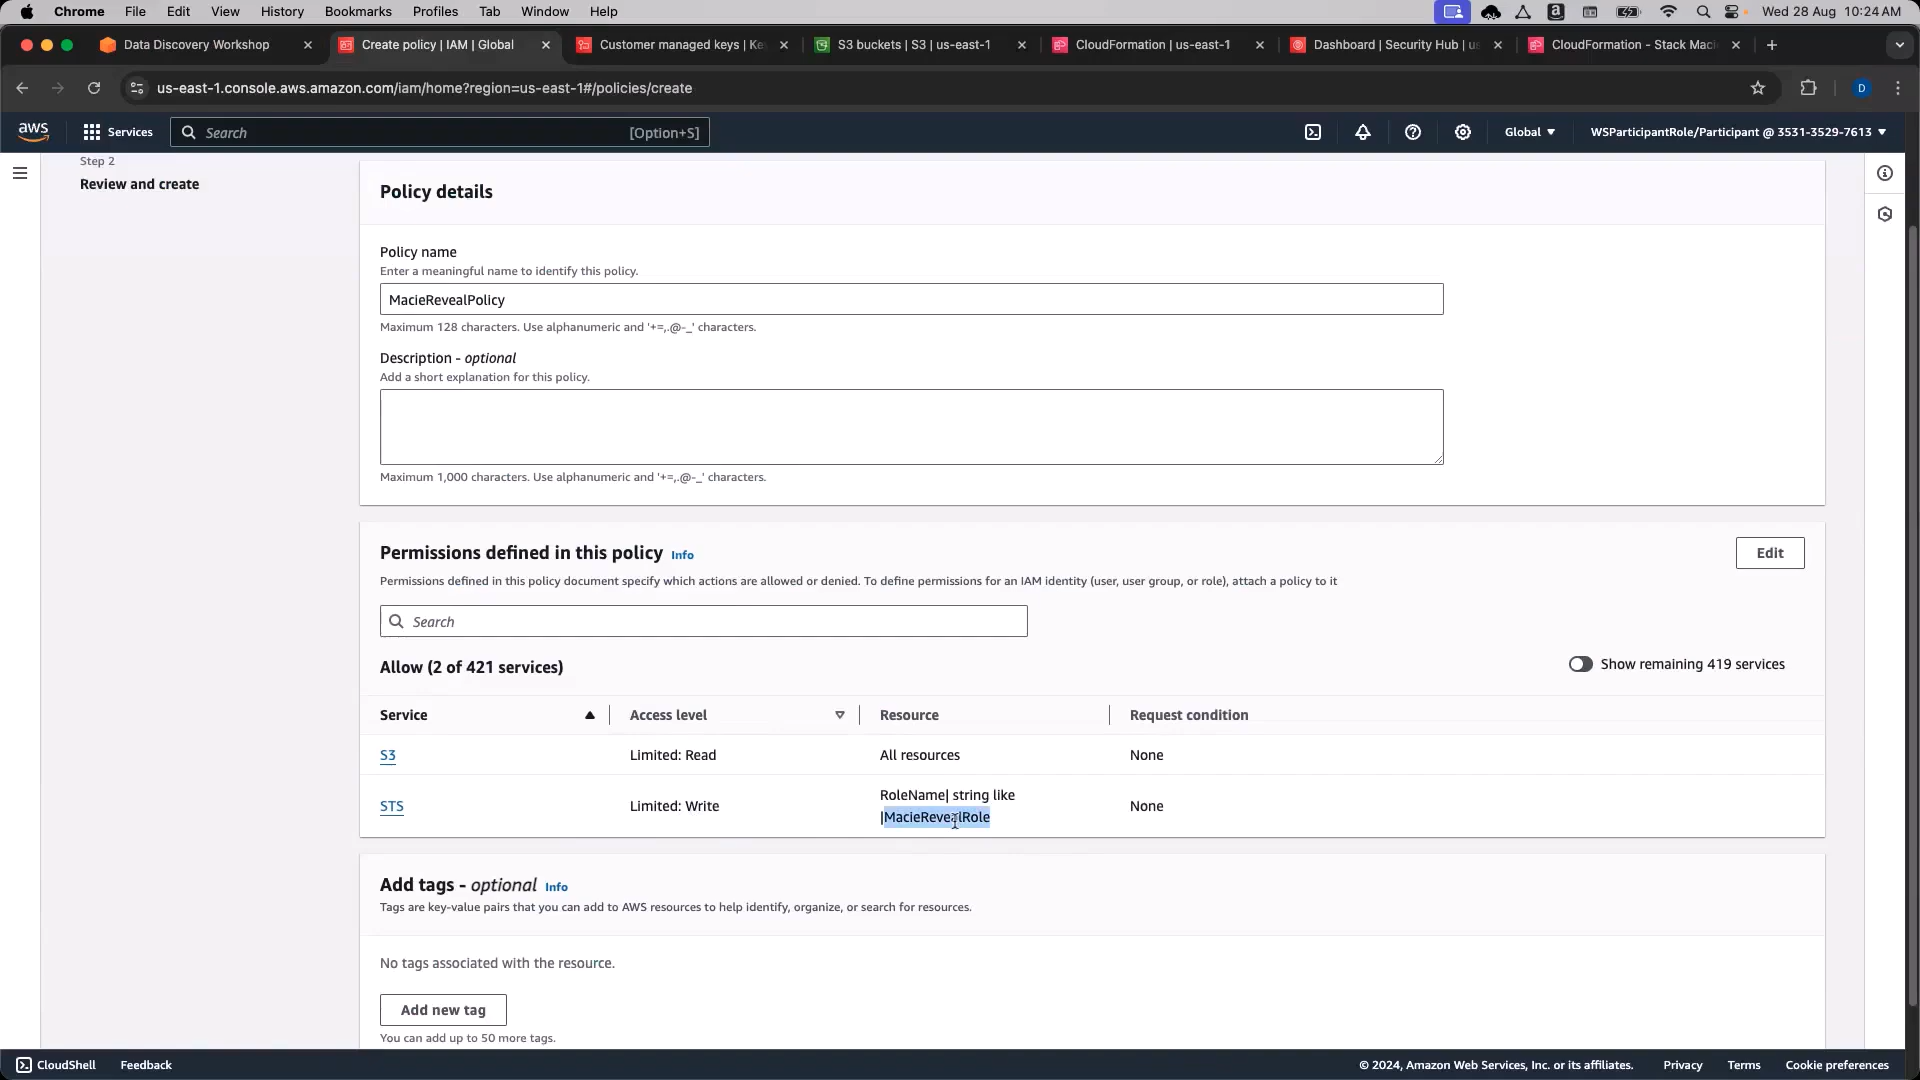 Chrome File Edit View History Bookmarks Profiles Tab Window Help Wed 28 Aug 10:24 AM
Data Discovery Workshop Create policy | IAM | Global Customer managed keys | Ke S3 buckets | S3 | us-east-1 CloudFormation | us-east-1 Dashboard | Security Hub | us CloudFormation - Stack Maci
us-east-1.console.aws.amazon.com/iam/home?region=us-east-1#/policies/create D
aws Services Search [Option+S] Global WSParticipantRole/Participant @ 3531-3529-7613
Step 2
Review and create
Policy details
Policy name
Enter a meaningful name to identify this policy.
MacieRevealPolicy
Maximum 128 characters. Use alphanumeric and '+=,.@-_' characters.
Description - optional
Add a short explanation for this policy.
Maximum 1,000 characters. Use alphanumeric and '+=,.@-_' characters.
Permissions defined in this policy Info
Edit
Permissions defined in this policy document specify which actions are allowed or denied. To define permissions for an IAM identity (user, user group, or role), attach a policy to it
Search
Allow (2 of 421 services)
Show remaining 419 services
Service Access level Resource Request condition
S3 Limited: Read All resources None
STS Limited: Write RoleName| string like None
|MacieRevealRole
Add tags - optional Info
Tags are key-value pairs that you can add to AWS resources to help identify, organize, or search for resources.
No tags associated with the resource.
Add new tag
You can add up to 50 more tags.
CloudShell Feedback © 2024, Amazon Web Services, Inc. or its affiliates. Privacy Terms Cookie preferences